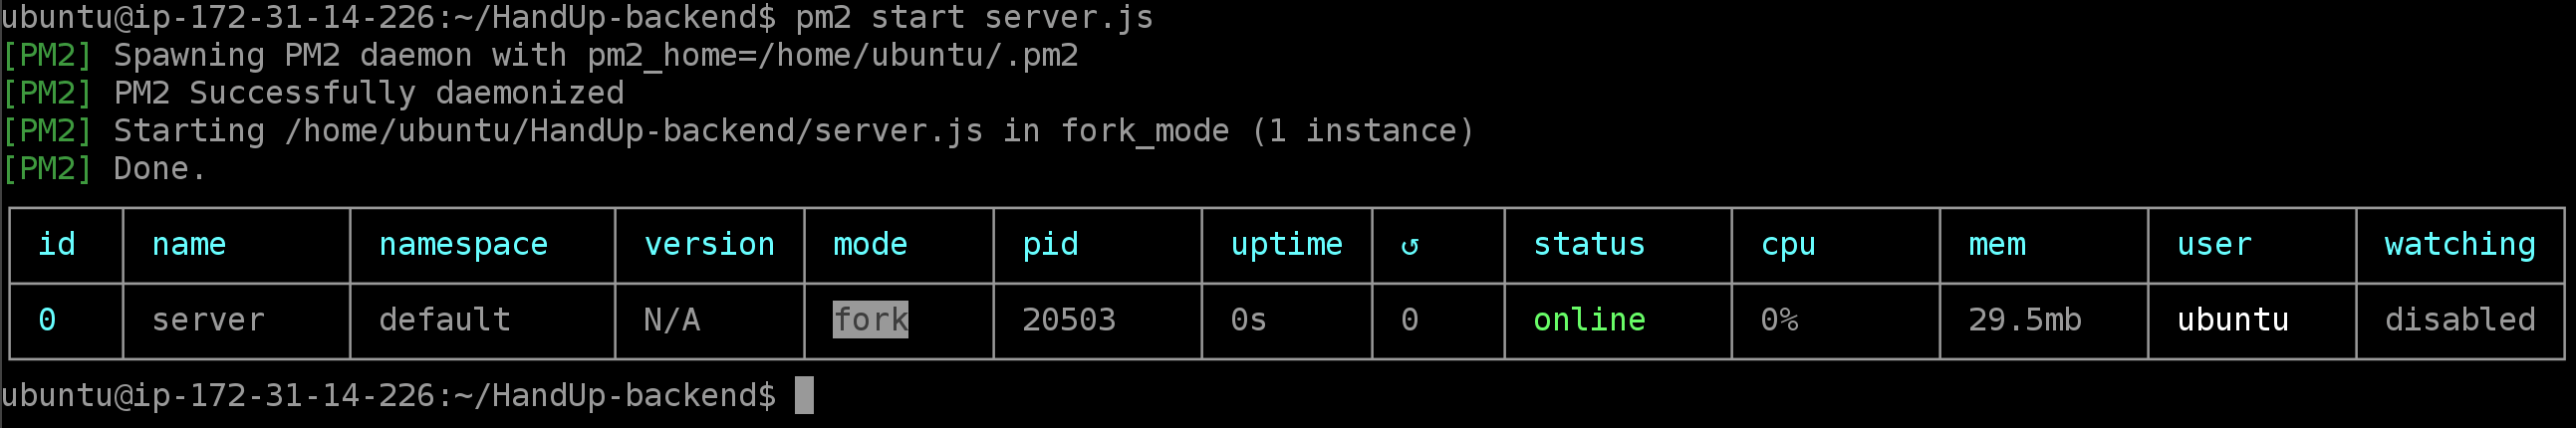 ubuntu@ip-172-31-14-226:~/HandUp-backend$ pm2 start server.js
[PM2] Spawning PM2 daemon with pm2_home=/home/ubuntu/.pm2
[PM2] PM2 Successfully daemonized
[PM2] Starting /home/ubuntu/HandUp-backend/server.js in fork_mode (1 instance)
[PM2] Done.
id name namespace version mode pid uptime ↺ status cpu mem user watching
0 server default N/A fork 20503 0s 0 online 0% 29.5mb ubuntu disabled
ubuntu@ip-172-31-14-226:~/HandUp-backend$